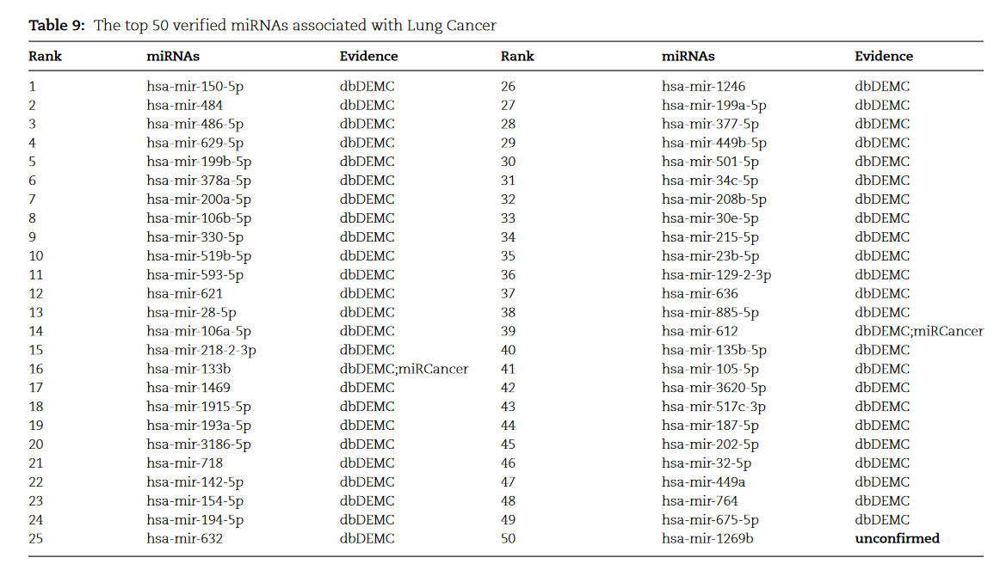 Table 9: The top 50 verified miRNAs associated with Lung Cancer
Rank miRNAs Evidence Rank miRNAs Evidence
1 hsa-mir-150-5p dbDEMC 26 hsa-mir-1246 dbDEMC
2 hsa-mir-484 dbDEMC 27 hsa-mir-199a-5p dbDEMC
3 hsa-mir-486-5p dbDEMC 28 hsa-mir-377-5p dbDEMC
4 hsa-mir-629-5p dbDEMC 29 hsa-mir-449b-5p dbDEMC
5 hsa-mir-199b-5p dbDEMC 30 hsa-mir-501-5p dbDEMC
6 hsa-mir-378a-5p dbDEMC 31 hsa-mir-34c-5p dbDEMC
7 hsa-mir-200a-5p dbDEMC 32 hsa-mir-208b-5p dbDEMC
8 hsa-mir-106b-5p dbDEMC 33 hsa-mir-30e-5p dbDEMC
9 hsa-mir-330-5p dbDEMC 34 hsa-mir-215-5p dbDEMC
10 hsa-mir-519b-5p dbDEMC 35 hsa-mir-23b-5p dbDEMC
11 hsa-mir-593-5p dbDEMC 36 hsa-mir-129-2-3p dbDEMC
12 hsa-mir-621 dbDEMC 37 hsa-mir-636 dbDEMC
13 hsa-mir-28-5p dbDEMC 38 hsa-mir-885-5p dbDEMC
14 hsa-mir-106a-5p dbDEMC 39 hsa-mir-612 dbDEMC;miRCancer
15 hsa-mir-218-2-3p dbDEMC 40 hsa-mir-135b-5p dbDEMC
16 hsa-mir-133b dbDEMC;miRCancer 41 hsa-mir-105-5p dbDEMC
17 hsa-mir-1469 dbDEMC 42 hsa-mir-3620-5p dbDEMC
18 hsa-mir-1915-5p dbDEMC 43 hsa-mir-517c-3p dbDEMC
19 hsa-mir-193a-5p dbDEMC 44 hsa-mir-187-5p dbDEMC
20 hsa-mir-3186-5p dbDEMC 45 hsa-mir-202-5p dbDEMC
21 hsa-mir-718 dbDEMC 46 hsa-mir-32-5p dbDEMC
22 hsa-mir-142-5p dbDEMC 47 hsa-mir-449a dbDEMC
23 hsa-mir-154-5p dbDEMC 48 hsa-mir-764 dbDEMC
24 hsa-mir-194-5p dbDEMC 49 hsa-mir-675-5p dbDEMC
25 hsa-mir-632 dbDEMC 50 hsa-mir-1269b unconfirmed